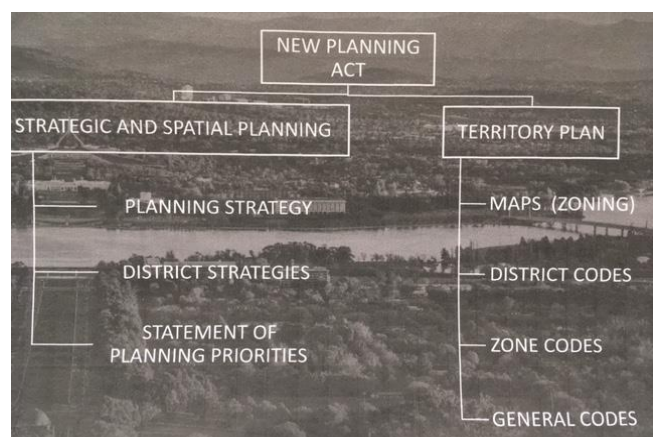 NEW PLANNING
ACT
STRATEGIC AND SPATIAL PLANNING
TERRITORY PLAN
PLANNING STRATEGY
MAPS (ZONING)
DISTRICT STRATEGIES
DISTRICT CODES
STATEMENT OF
PLANNING PRIORITIES
ZONE CODES
GENERAL CODES